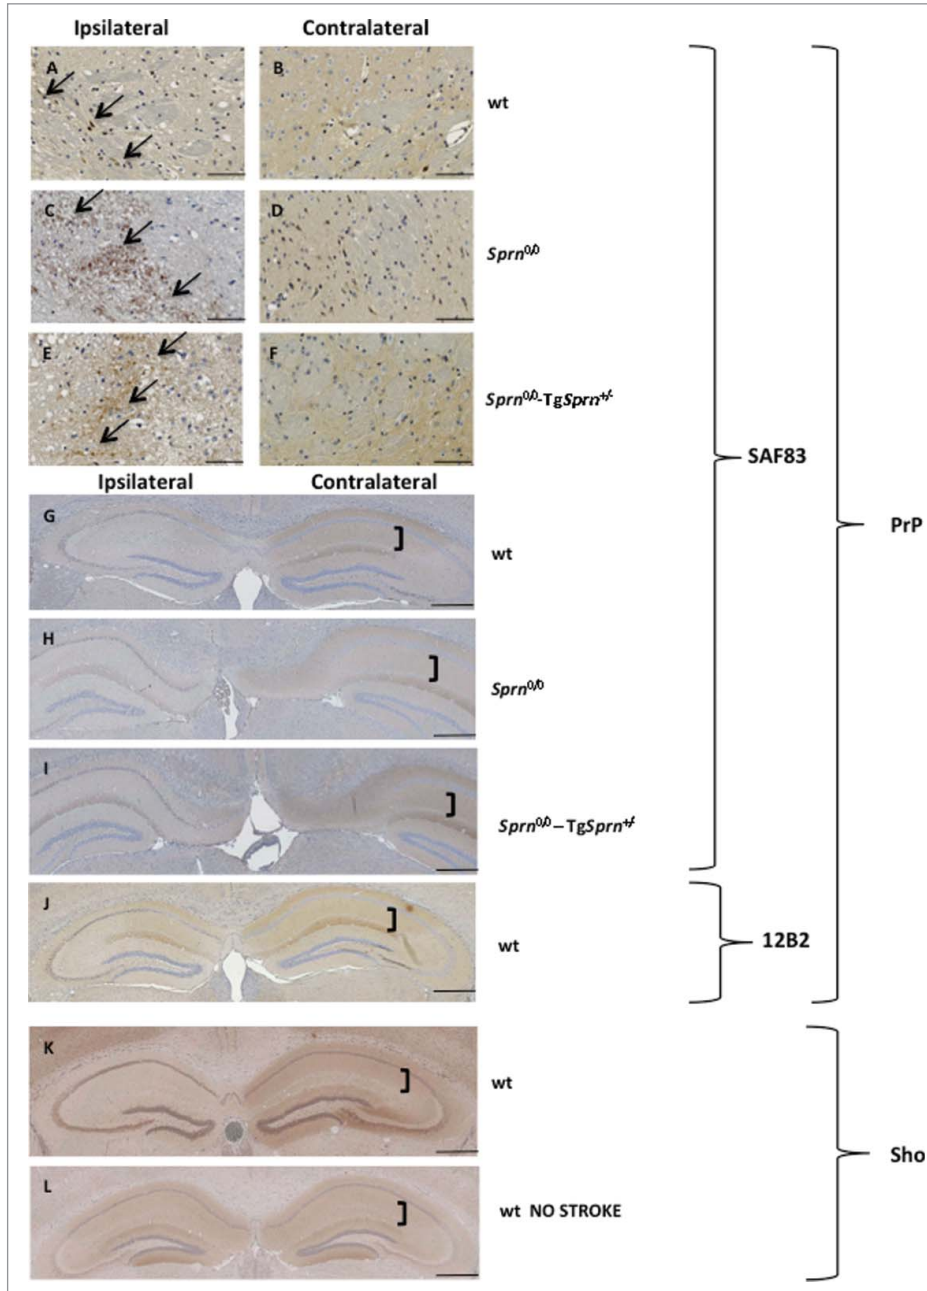 Ipsilateral Contralateral
A B wt
C D Sprn0/0
E F Sprn0/0-TgSprn+/-
SAF83
Ipsilateral Contralateral
G wt
PrP
H Sprn0/0
I Sprn0/0 – TgSprn+/-
J wt 12B2
K wt
Sho
L wt NO STROKE